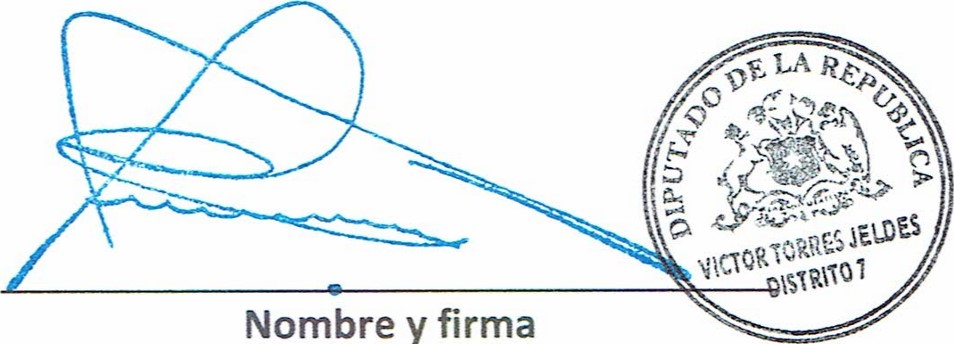 DIPUTADO DE LA REPUBLICA
VICTOR TORRES JELDES
DISTRITO 7
Nombre y firma